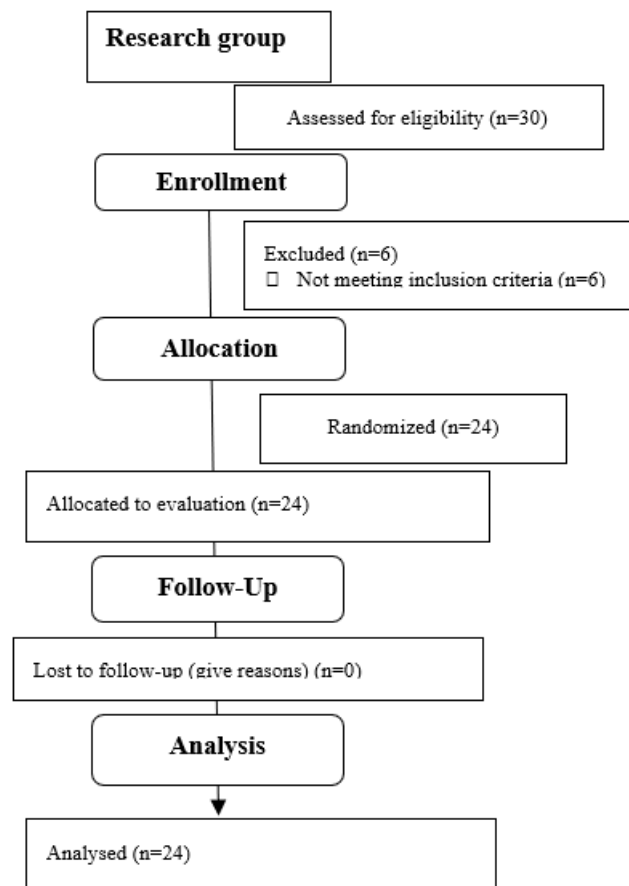 Research group
Assessed for eligibility (n=30)
Enrollment
Excluded (n=6)
Not meeting inclusion criteria (n=6)
Allocation
Randomized (n=24)
Allocated to evaluation (n=24)
Follow-Up
Lost to follow-up (give reasons) (n=0)
Analysis
Analysed (n=24)